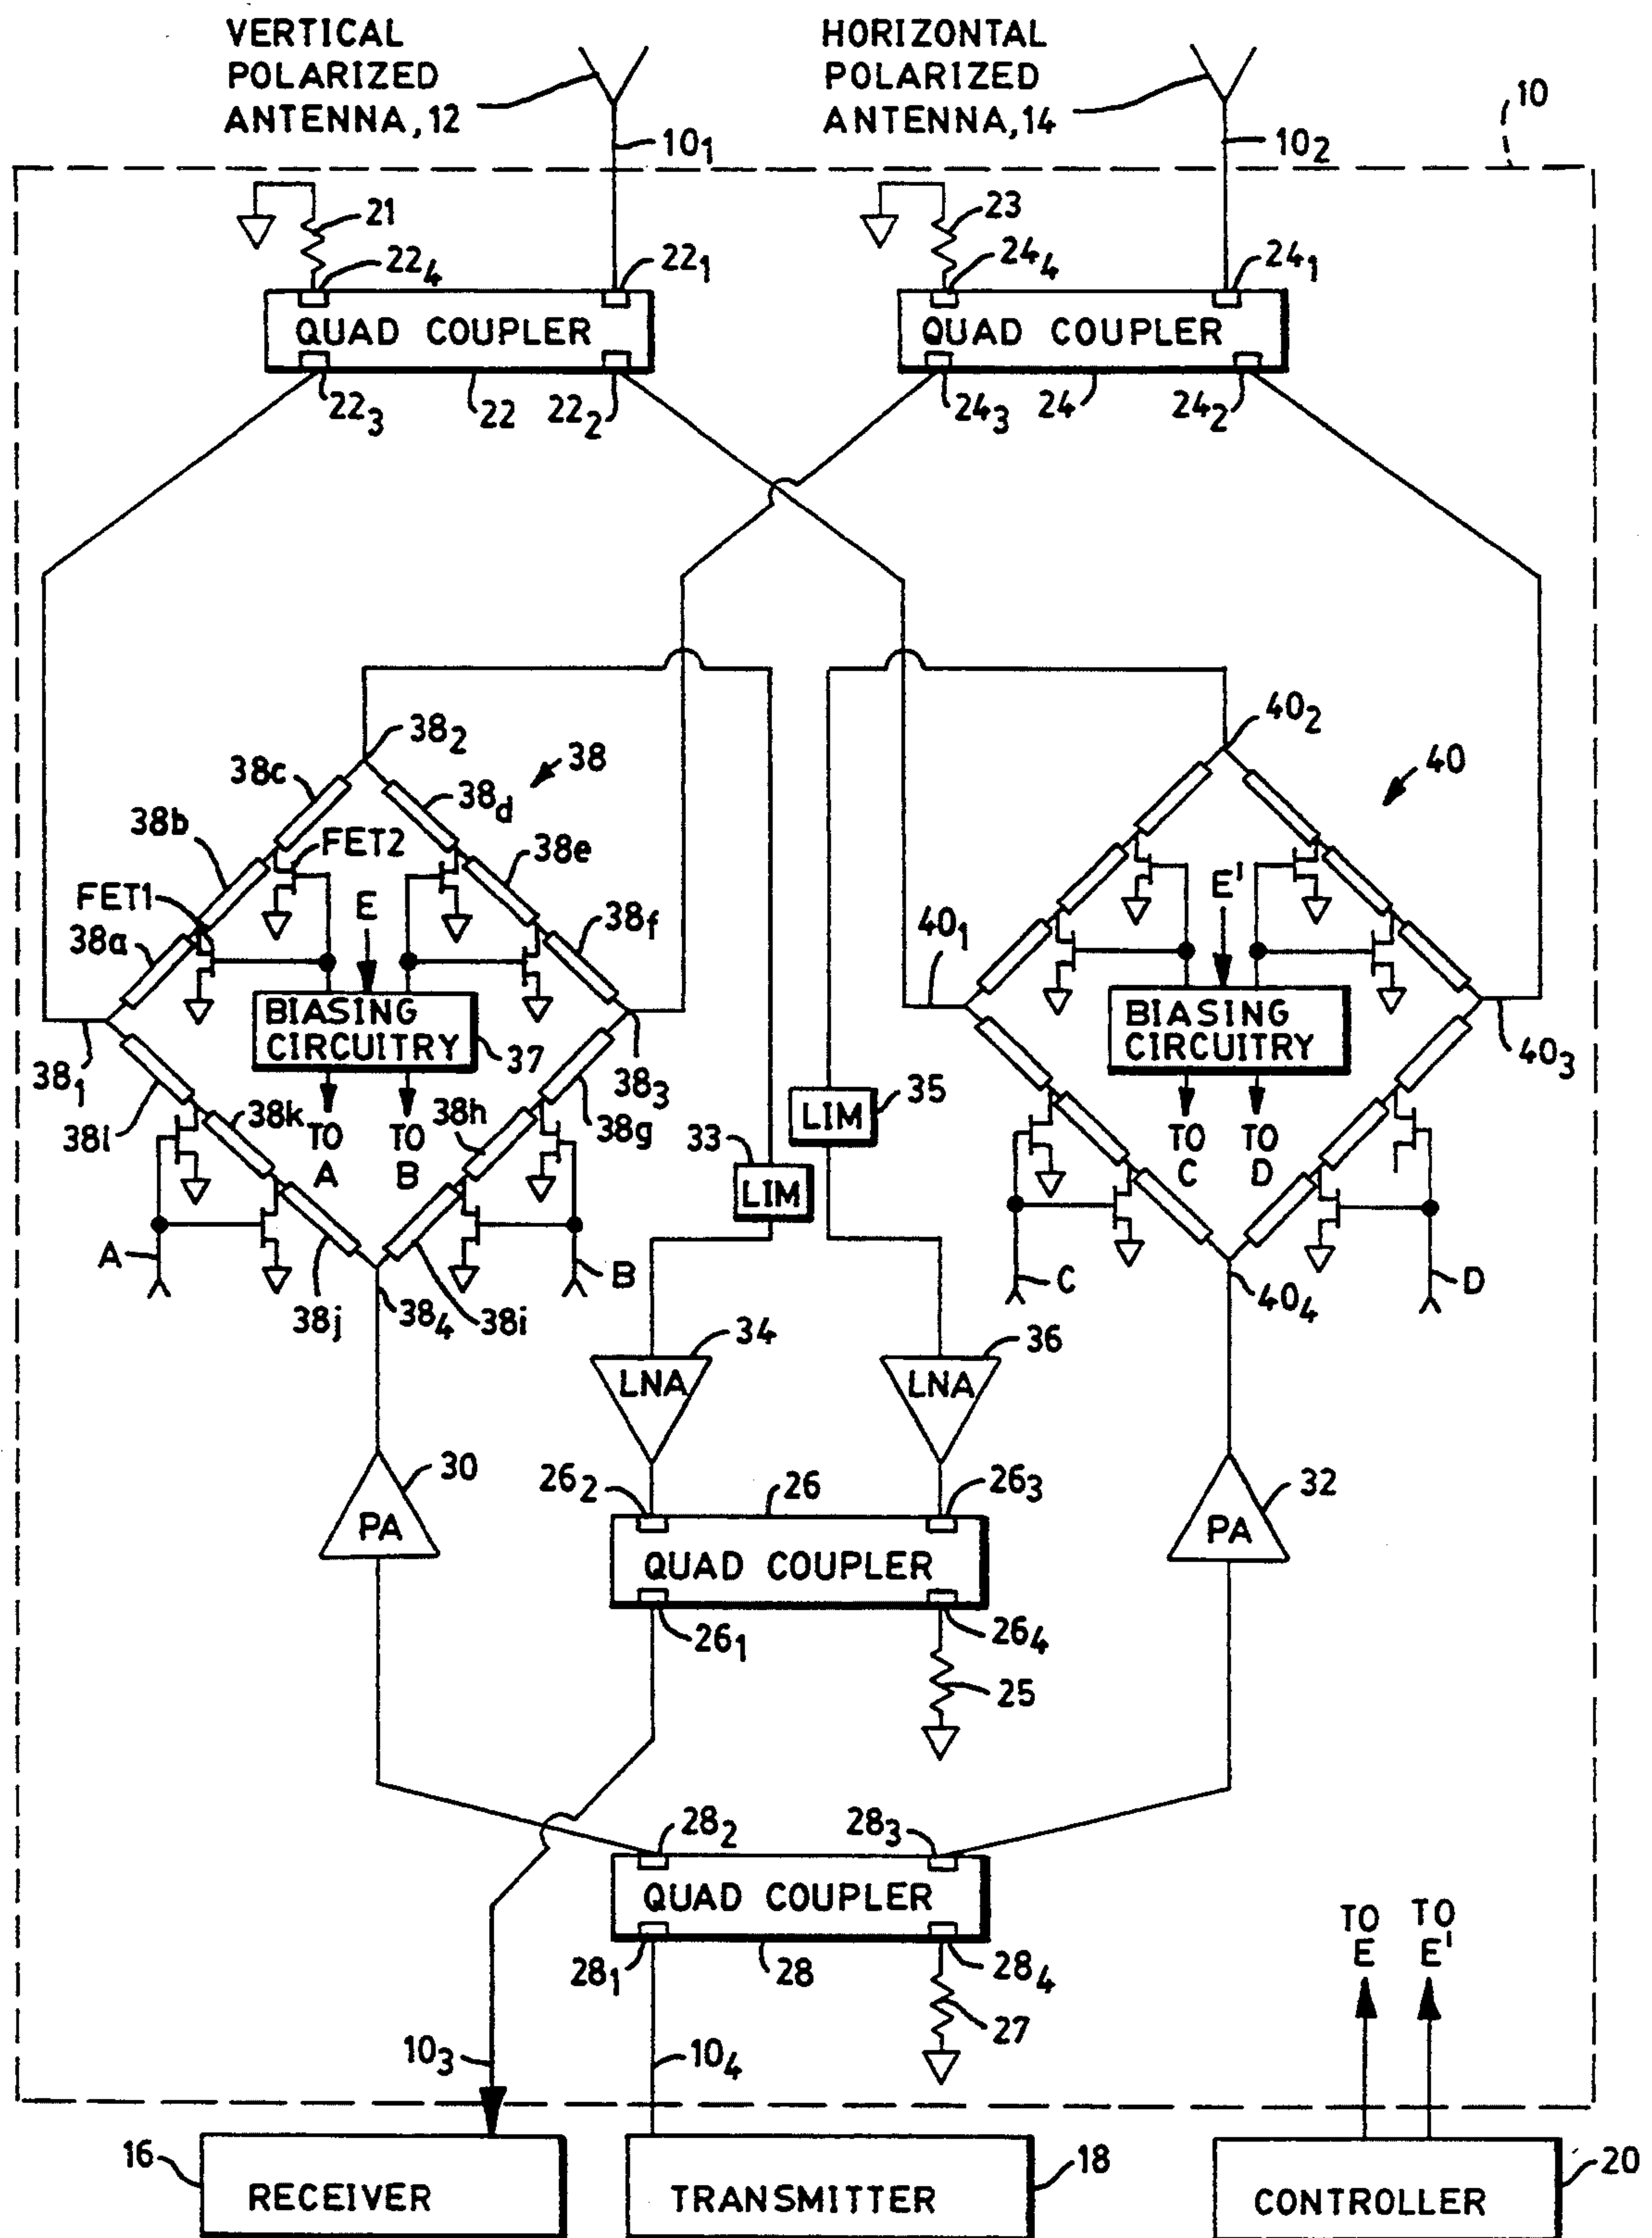 VERTICAL
POLARIZED
ANTENNA, 12
HORIZONTAL
POLARIZED
ANTENNA, 14
10₁
10₂
10
21
22₄
22₁
23
24₄
24₁
QUAD COUPLER
QUAD COUPLER
22₃
22
22₂
24₃
24
24₂
38₂
38
38c
38d
38b
FET2
38e
FET1
E
38a
38f
BIASING
CIRCUITRY
37
38₁
38₃
38l
38k
TO
A
TO
B
38h
38g
A
B
38j
38₄
38i
40₂
40
E'
40₁
BIASING
CIRCUITRY
40₃
TO
C
TO
D
C
D
40₄
35
LIM
33
LIM
34
LNA
36
LNA
30
PA
32
PA
26₂
26
26₃
QUAD COUPLER
26₁
26₄
25
28₂
28₃
QUAD COUPLER
28₁
28
28₄
27
TO
E
TO
E'
10₃
10₄
16
RECEIVER
TRANSMITTER
18
CONTROLLER
20